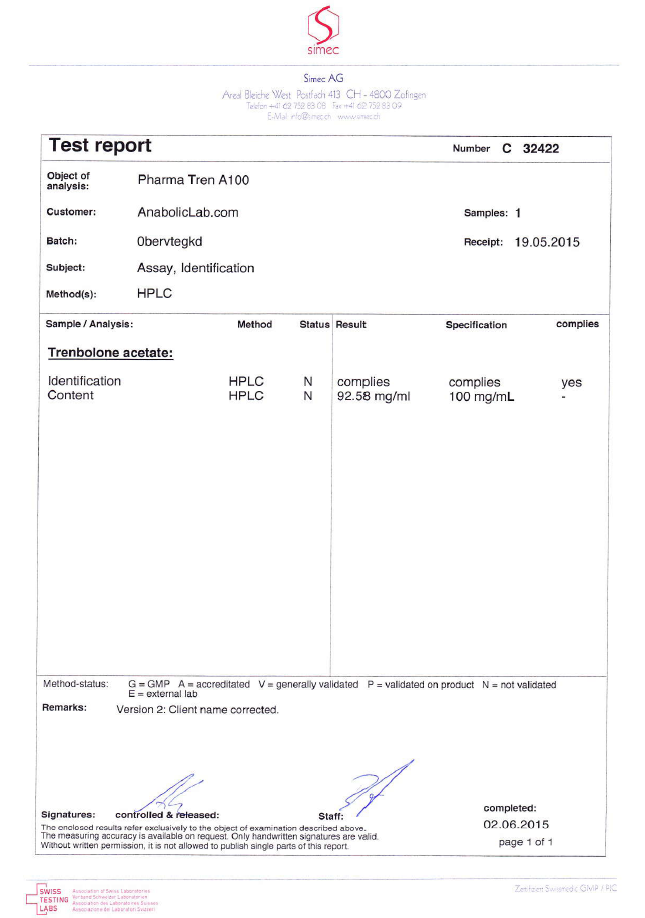 simec
Simec AG
Areal Bleiche West Postfach 413 CH - 4800 Zofingen
Telefon +41 62 752 83 08 Fax +41 62 752 83 09
E-Mail info@simec.ch www.simec.ch
Test report
Number C 32422
Object of analysis: Pharma Tren A100
Customer: AnabolicLab.com
Samples: 1
Batch: 0bervtegkd
Receipt: 19.05.2015
Subject: Assay, Identification
Method(s): HPLC
Sample / Analysis: Method Status Result Specification complies
Trenbolone acetate:
Identification HPLC N complies complies yes
Content HPLC N 92.58 mg/ml 100 mg/mL -
Method-status: G = GMP A = accreditated V = generally validated P = validated on product N = not validated
E = external lab
Remarks: Version 2: Client name corrected.
Signatures: controlled & released: Staff:
completed:
02.06.2015
page 1 of 1
The enclosed results refer exclusively to the object of examination described above.
The measuring accuracy is available on request. Only handwritten signatures are valid.
Without written permission, it is not allowed to publish single parts of this report.
SWISS
TESTING
LABS
Association of Swiss Laboratories
Verband Schweizer Laboratorien
Association des Laboratoires Suisses
Associazione dei Laboratori Svizzeri
Swissmedic GMP / PIC